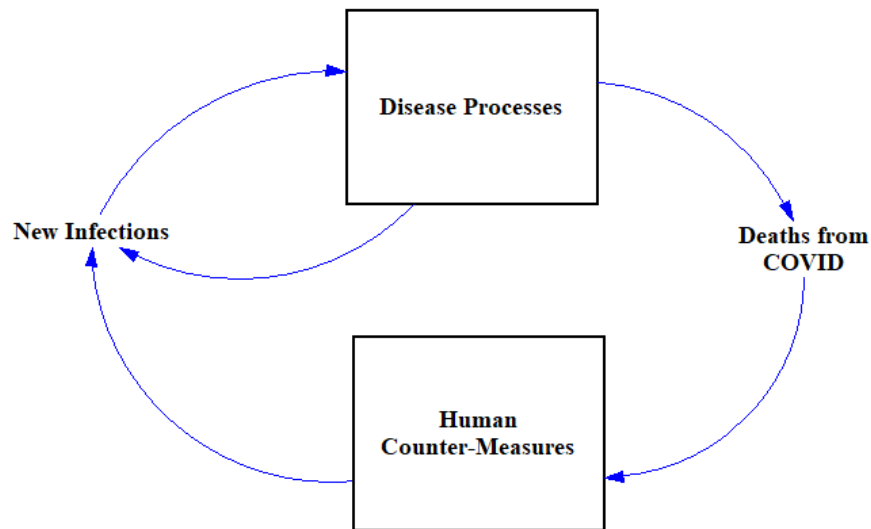 Disease Processes
New Infections
Deaths from
COVID
Human
Counter-Measures